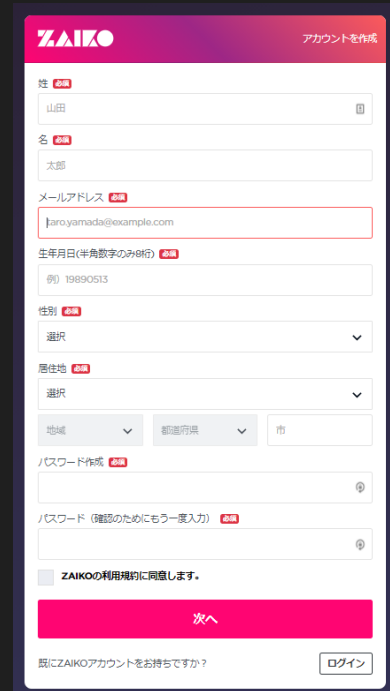 ZAIKO
アカウントを作成
姓 必須
山田
名 必須
太郎
メールアドレス 必須
taro.yamada@example.com
生年月日(半角数字のみ8桁) 必須
例）19890513
性別 必須
選択
居住地 必須
選択
地域 都道府県 市
パスワード作成 必須
パスワード（確認のためにもう一度入力） 必須
ZAIKOの利用規約に同意します。
次へ
既にZAIKOアカウントをお持ちですか？ ログイン